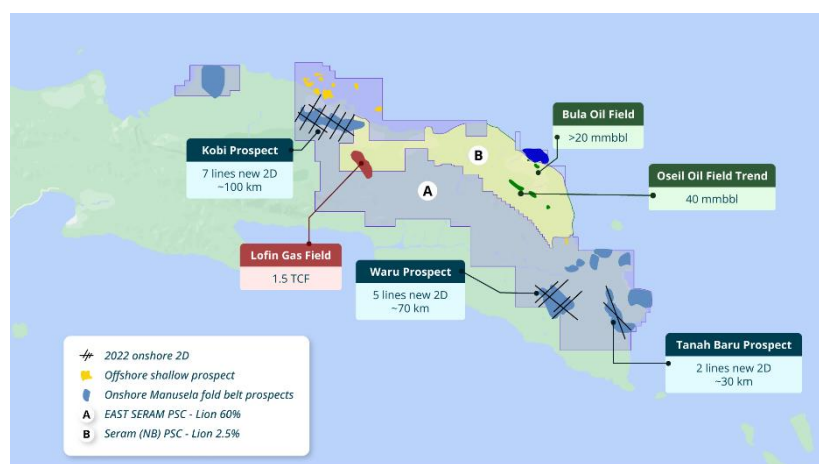 Bula Oil Field
>20 mmbbl
Kobi Prospect
7 lines new 2D
~100 km
B
Oseil Oil Field Trend
40 mmbbl
A
Lofin Gas Field
1.5 TCF
Waru Prospect
5 lines new 2D
~70 km
Tanah Baru Prospect
2 lines new 2D
~30 km
2022 onshore 2D
Offshore shallow prospect
Onshore Manusela fold belt prospects
A EAST SERAM PSC - Lion 60%
B Seram (NB) PSC - Lion 2.5%